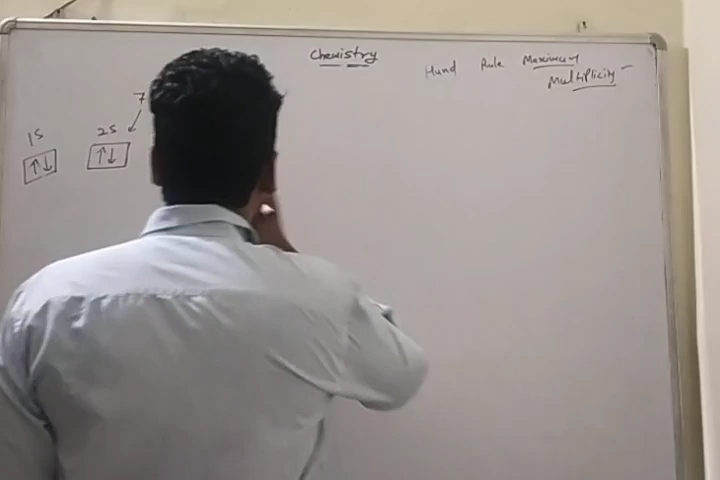 Chemistry
Hund Rule Maximum
Multiplicity
7
1s 2s
↑↓ ↑↓